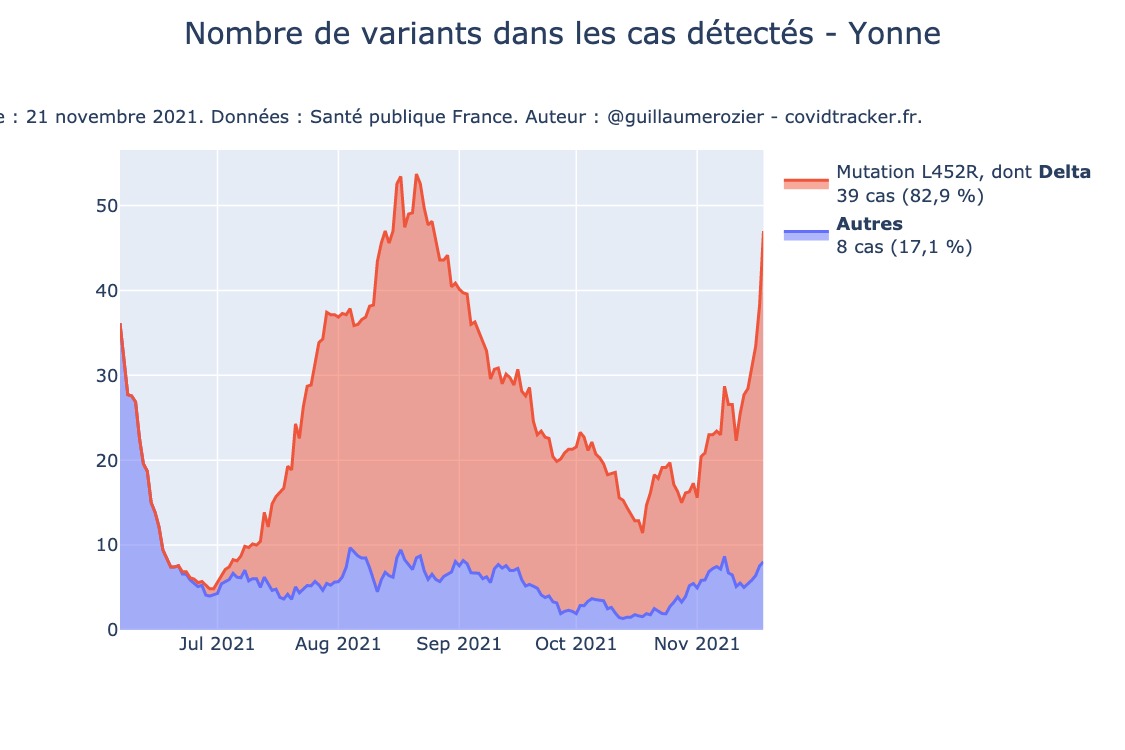 Nombre de variants dans les cas détectés - Yonne
: 21 novembre 2021. Données : Santé publique France. Auteur : @guillaumerozier - covidtracker.fr.
Mutation L452R, dont Delta
39 cas (82,9 %)
Autres
8 cas (17,1 %)
50
40
30
20
10
0
Jul 2021 Aug 2021 Sep 2021 Oct 2021 Nov 2021